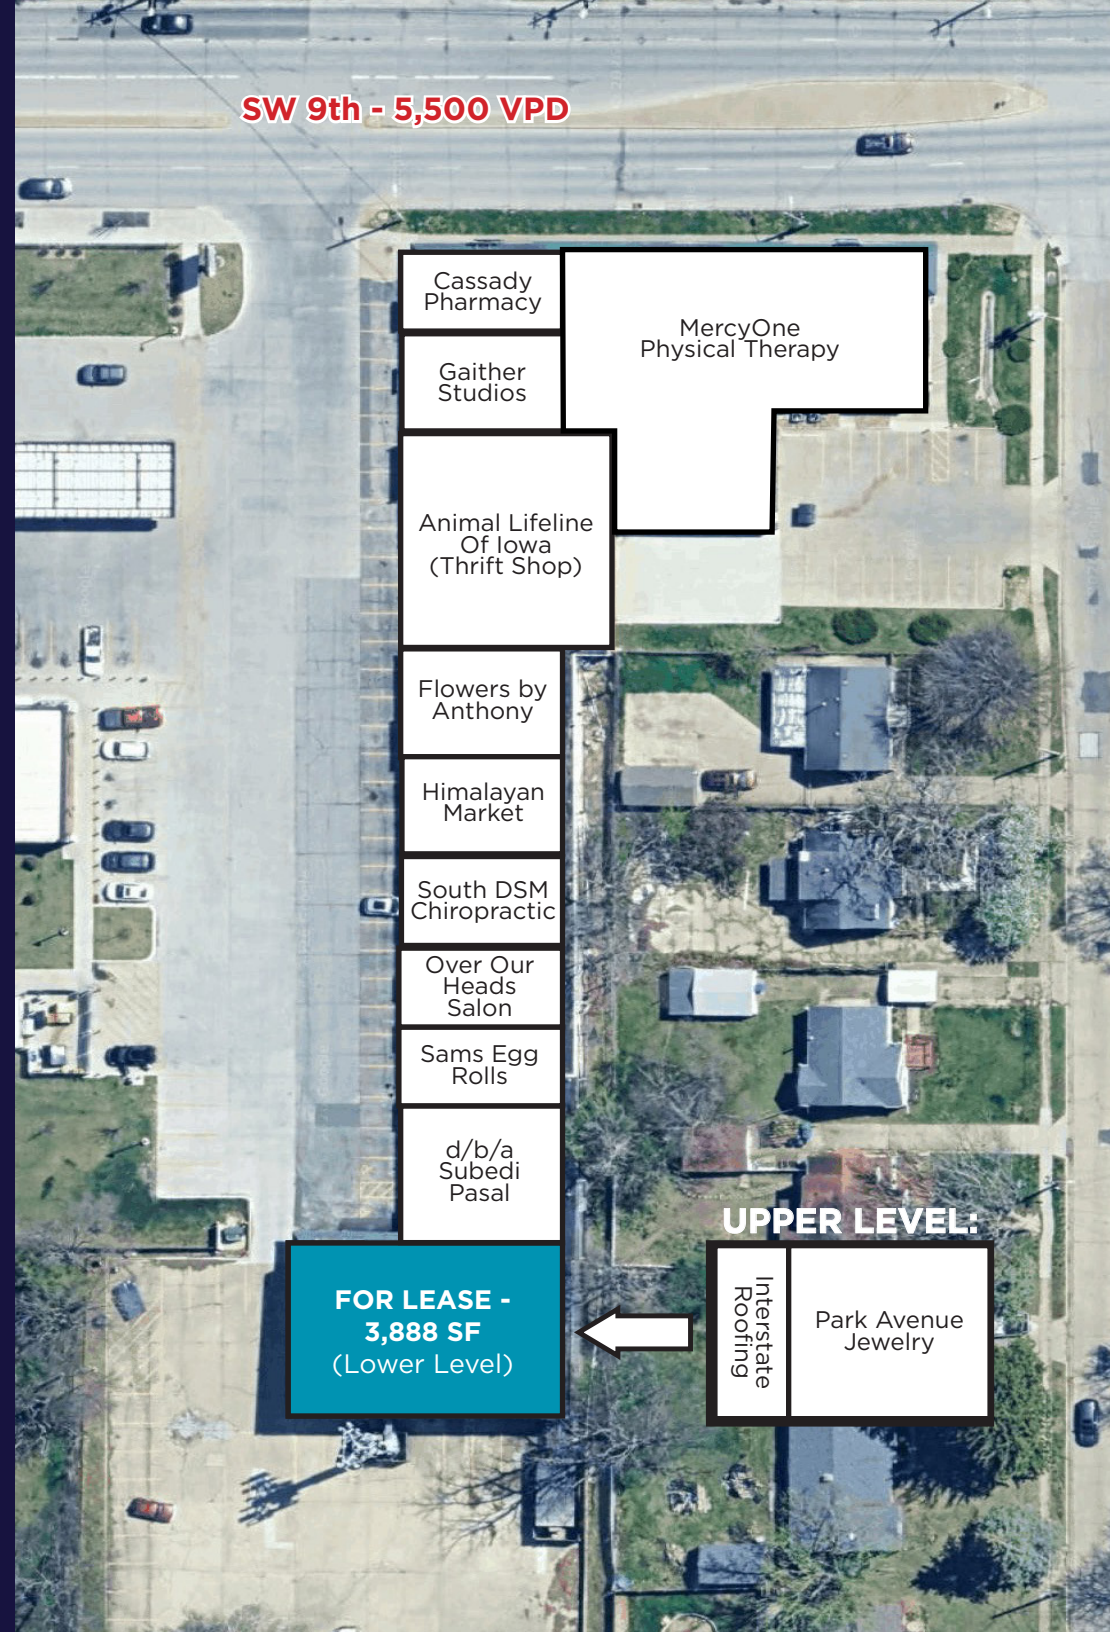 SW 9th - 5,500 VPD
Cassady
Pharmacy
MercyOne
Physical Therapy
Gaither
Studios
Animal Lifeline
Of Iowa
(Thrift Shop)
Flowers by
Anthony
Himalayan
Market
South DSM
Chiropractic
Over Our
Heads
Salon
Sams Egg
Rolls
d/b/a
Subedi
Pasal
UPPER LEVEL:
FOR LEASE -
3,888 SF
(Lower Level)
Interstate
Roofing
Park Avenue
Jewelry